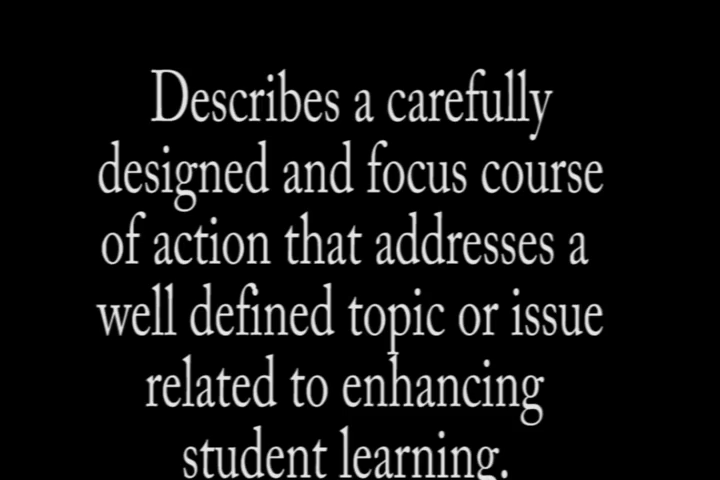 Describes a carefully
designed and focus course
of action that addresses a
well defined topic or issue
related to enhancing
student learning.